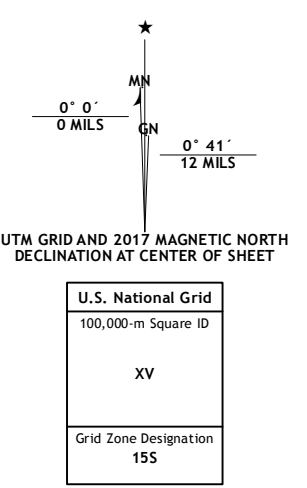 ★
MN
0° 0´
0 MILS
GN
0° 41´
12 MILS
UTM GRID AND 2017 MAGNETIC NORTH
DECLINATION AT CENTER OF SHEET
U.S. National Grid
100,000-m Square ID
XV
Grid Zone Designation
15S